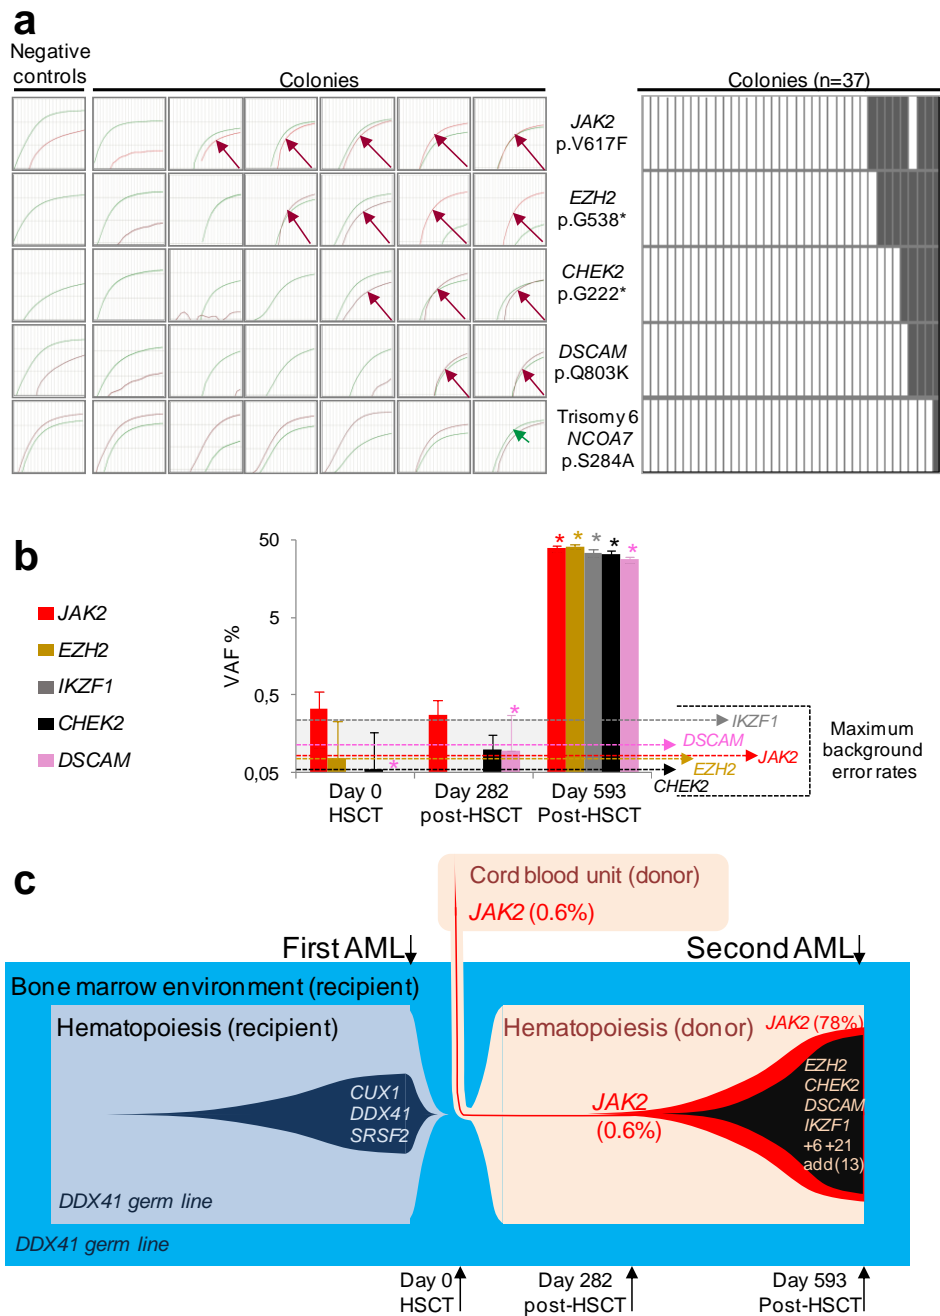 a
Negative
controls
Colonies
Colonies (n=37)
JAK2
p.V617F
EZH2
p.G538*
CHEK2
p.G222*
DSCAM
p.Q803K
Trisomy 6
NCOA7
p.S284A
b
JAK2
EZH2
IKZF1
CHEK2
DSCAM
VAF %
50
5
0,5
0,05
* * * * *
*
*
IKZF1
DSCAM
JAK2
EZH2
CHEK2
Maximum
background
error rates
Day 0
HSCT
Day 282
post-HSCT
Day 593
Post-HSCT
c
Cord blood unit (donor)
JAK2 (0.6%)
First AML
Second AML
Bone marrow environment (recipient)
Hematopoiesis (recipient)
Hematopoiesis (donor)
JAK2 (78%)
CUX1
DDX41
SRSF2
JAK2
(0.6%)
EZH2
CHEK2
DSCAM
IKZF1
+6 +21
add(13)
DDX41 germ line
DDX41 germ line
Day 0
HSCT
Day 282
post-HSCT
Day 593
Post-HSCT